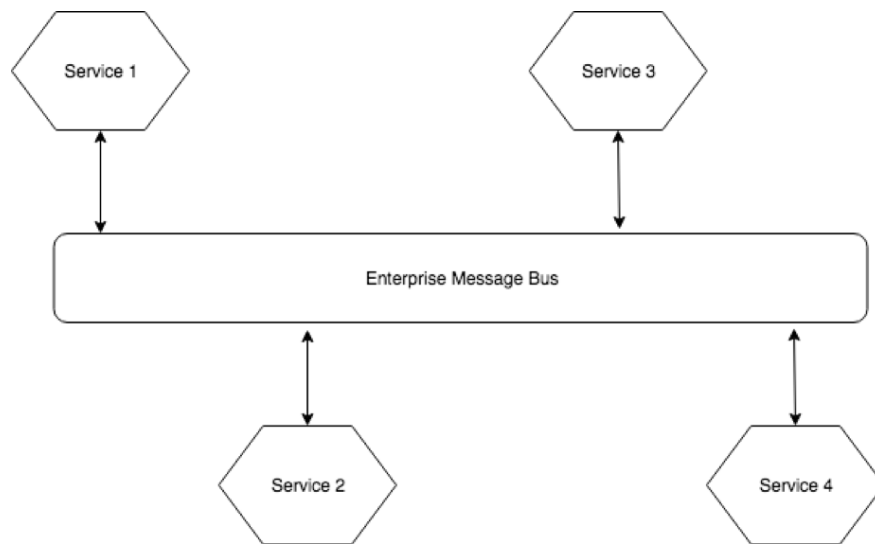 Service 1
Service 3
Enterprise Message Bus
Service 2
Service 4